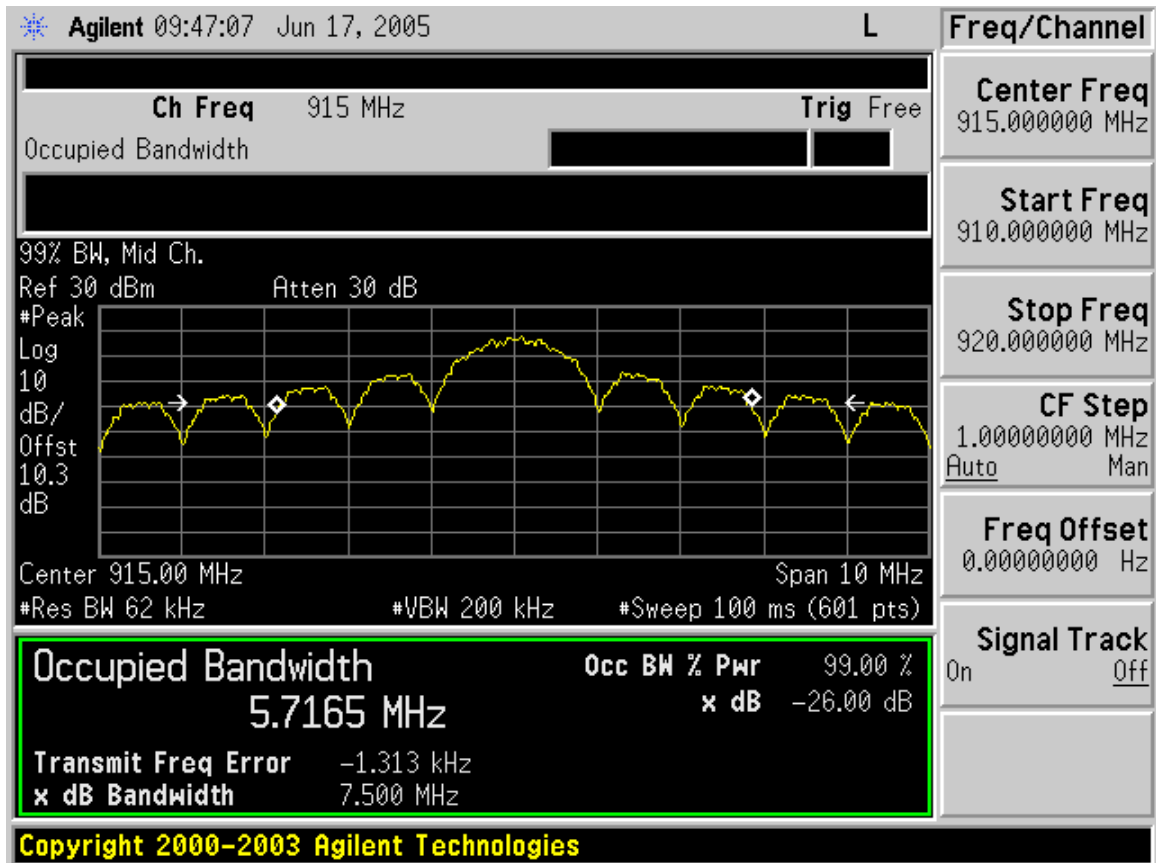 Agilent 09:47:07 Jun 17, 2005 L
Ch Freq 915 MHz Trig Free
Occupied Bandwidth
99% BW, Mid Ch.
Ref 30 dBm Atten 30 dB
#Peak
Log
10
dB/
Offst
10.3
dB
Center 915.00 MHz Span 10 MHz
#Res BW 62 kHz #VBW 200 kHz #Sweep 100 ms (601 pts)
Occupied Bandwidth Occ BW % Pwr 99.00 %
5.7165 MHz x dB -26.00 dB
Transmit Freq Error -1.313 kHz
x dB Bandwidth 7.500 MHz
Copyright 2000-2003 Agilent Technologies
Freq/Channel
Center Freq
915.000000 MHz
Start Freq
910.000000 MHz
Stop Freq
920.000000 MHz
CF Step
1.00000000 MHz
Auto Man
Freq Offset
0.00000000 Hz
Signal Track
On Off